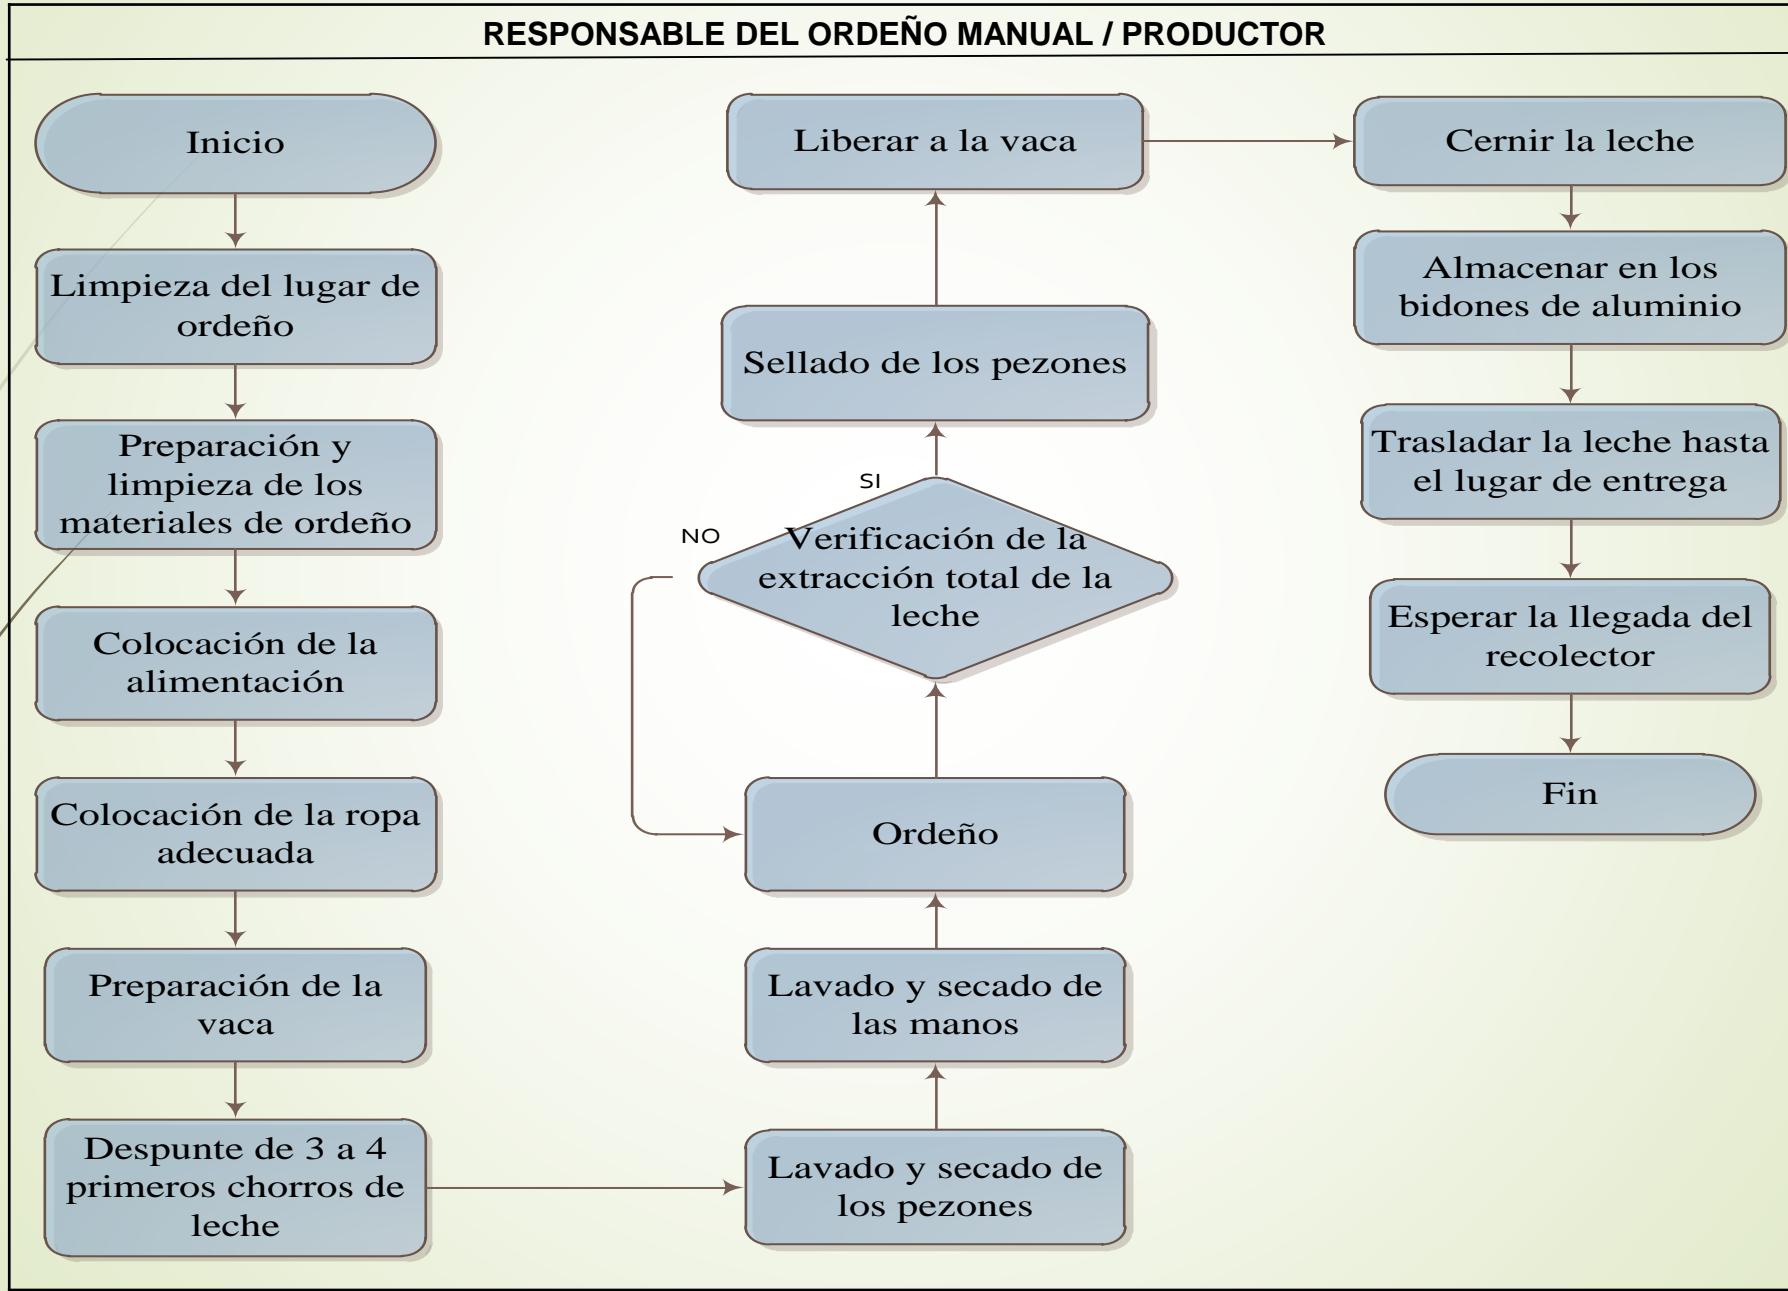 RESPONSABLE DEL ORDEÑO MANUAL / PRODUCTOR
Inicio
Limpieza del lugar de
ordeño
Preparación y
limpieza de los
materiales de ordeño
Colocación de la
alimentación
Colocación de la ropa
adecuada
Preparación de la
vaca
Despunte de 3 a 4
primeros chorros de
leche
Lavado y secado de
los pezones
Lavado y secado de
las manos
Ordeño
Verificación de la
extracción total de la
leche
NO
SI
Sellado de los pezones
Liberar a la vaca
Cernir la leche
Almacenar en los
bidones de aluminio
Trasladar la leche hasta
el lugar de entrega
Esperar la llegada del
recolector
Fin